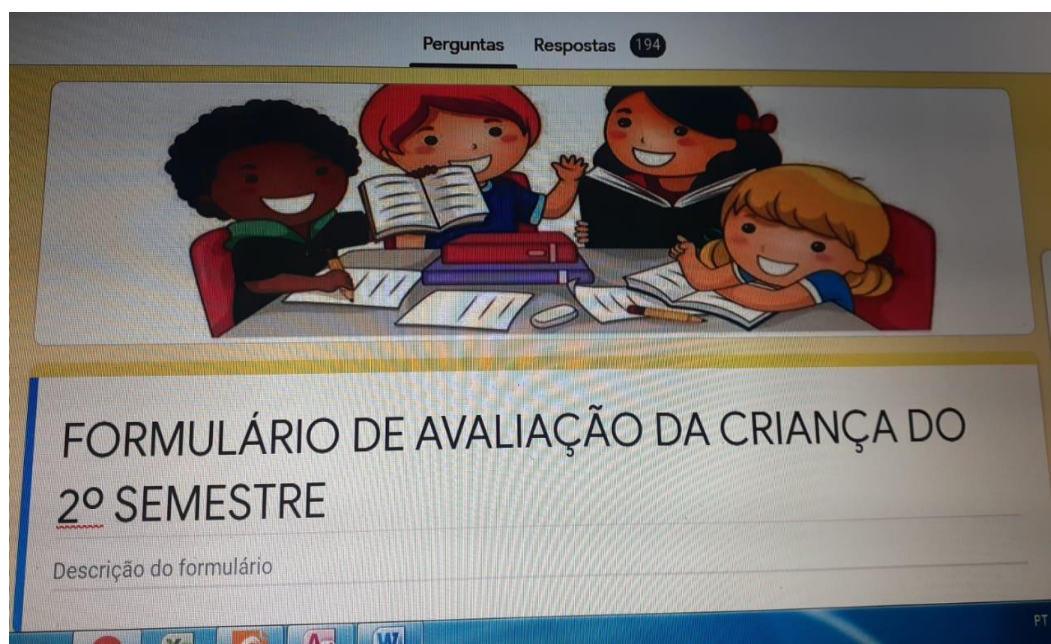 Perguntas Respostas 194
FORMULÁRIO DE AVALIAÇÃO DA CRIANÇA DO
2º SEMESTRE
Descrição do formulário
PT